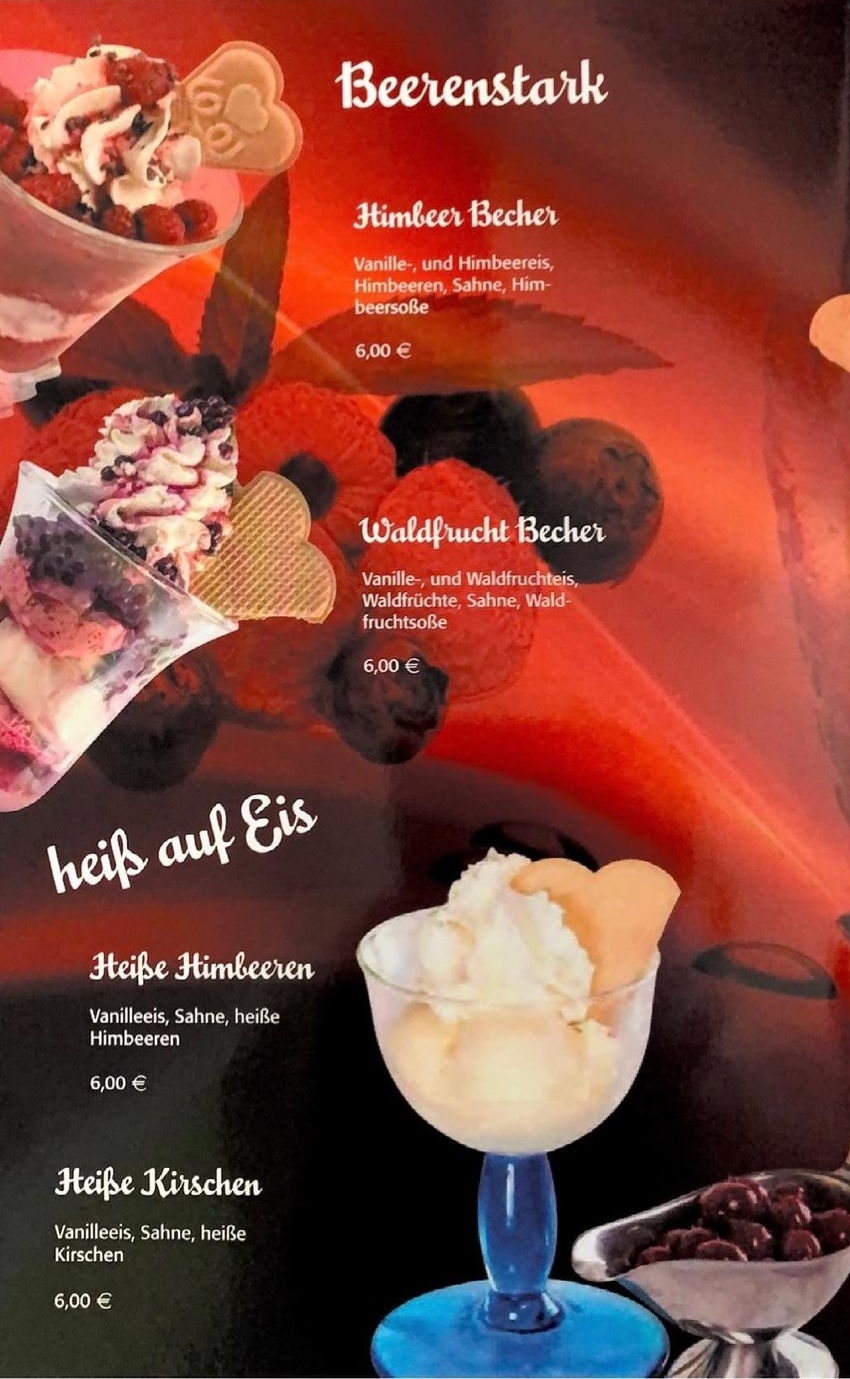 Beerenstark
Himbeer Becher
Vanille-, und Himbeereis,
Himbeeren, Sahne, Him-
beersoße
6,00 €
Waldfrucht Becher
Vanille-, und Waldfruchteis,
Waldfrüchte, Sahne, Wald-
fruchtsoße
6,00 €
heiß auf Eis
Heiße Himbeeren
Vanilleeis, Sahne, heiße
Himbeeren
6,00 €
Heiße Kirschen
Vanilleeis, Sahne, heiße
Kirschen
6,00 €